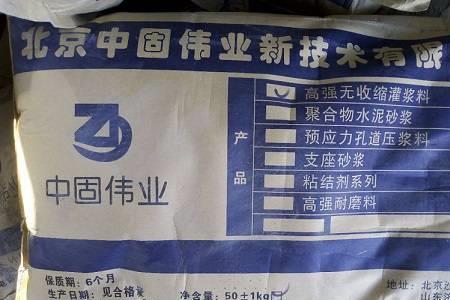 北京中固伟业新技术有限
中固伟业
产品
高强无收缩灌浆料
聚合物水泥砂浆
预应力孔道压浆料
支座砂浆
粘结剂系列
高强耐磨料
保质期：6个月
生产日期：见合格
净含量：50±1kg
地址：北京
山东